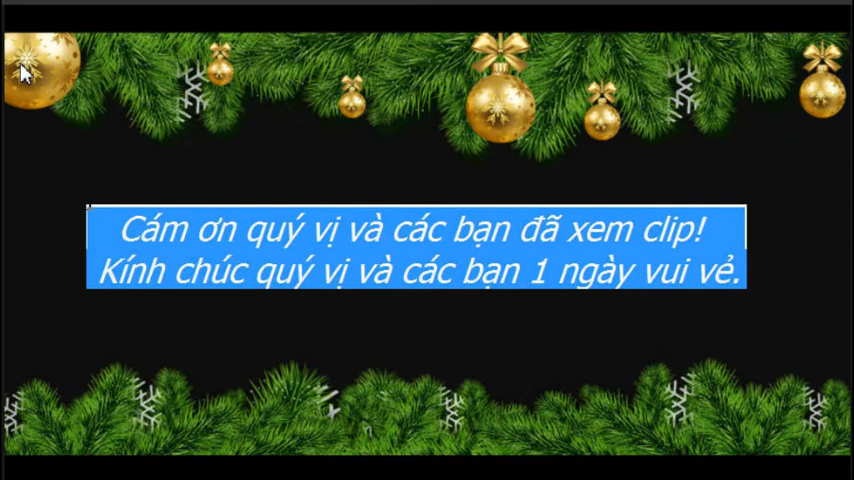 Cám ơn quý vị và các bạn đã xem clip!
Kính chúc quý vị và các bạn 1 ngày vui vẻ.